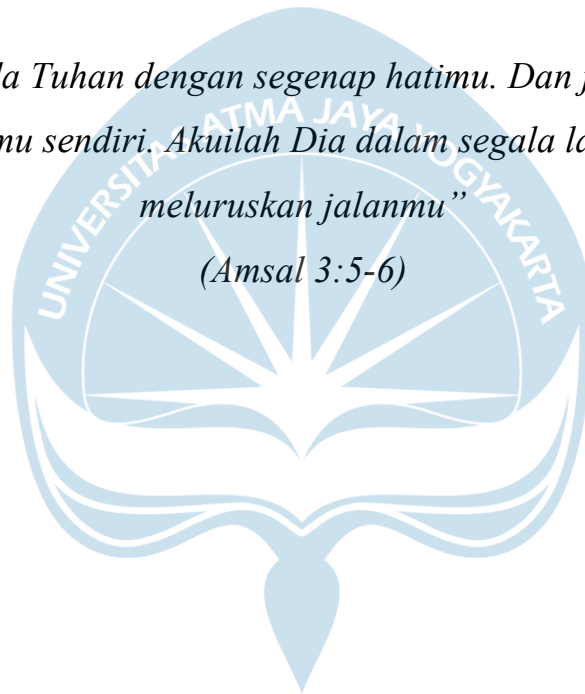 la Tuhan dengan segenap hatimu. Dan j
mu sendiri. Akuilah Dia dalam segala la
meluruskan jalanmu”
(Amsal 3:5-6)
UNIVERSITAS ATMA JAYA YOGYAKARTA